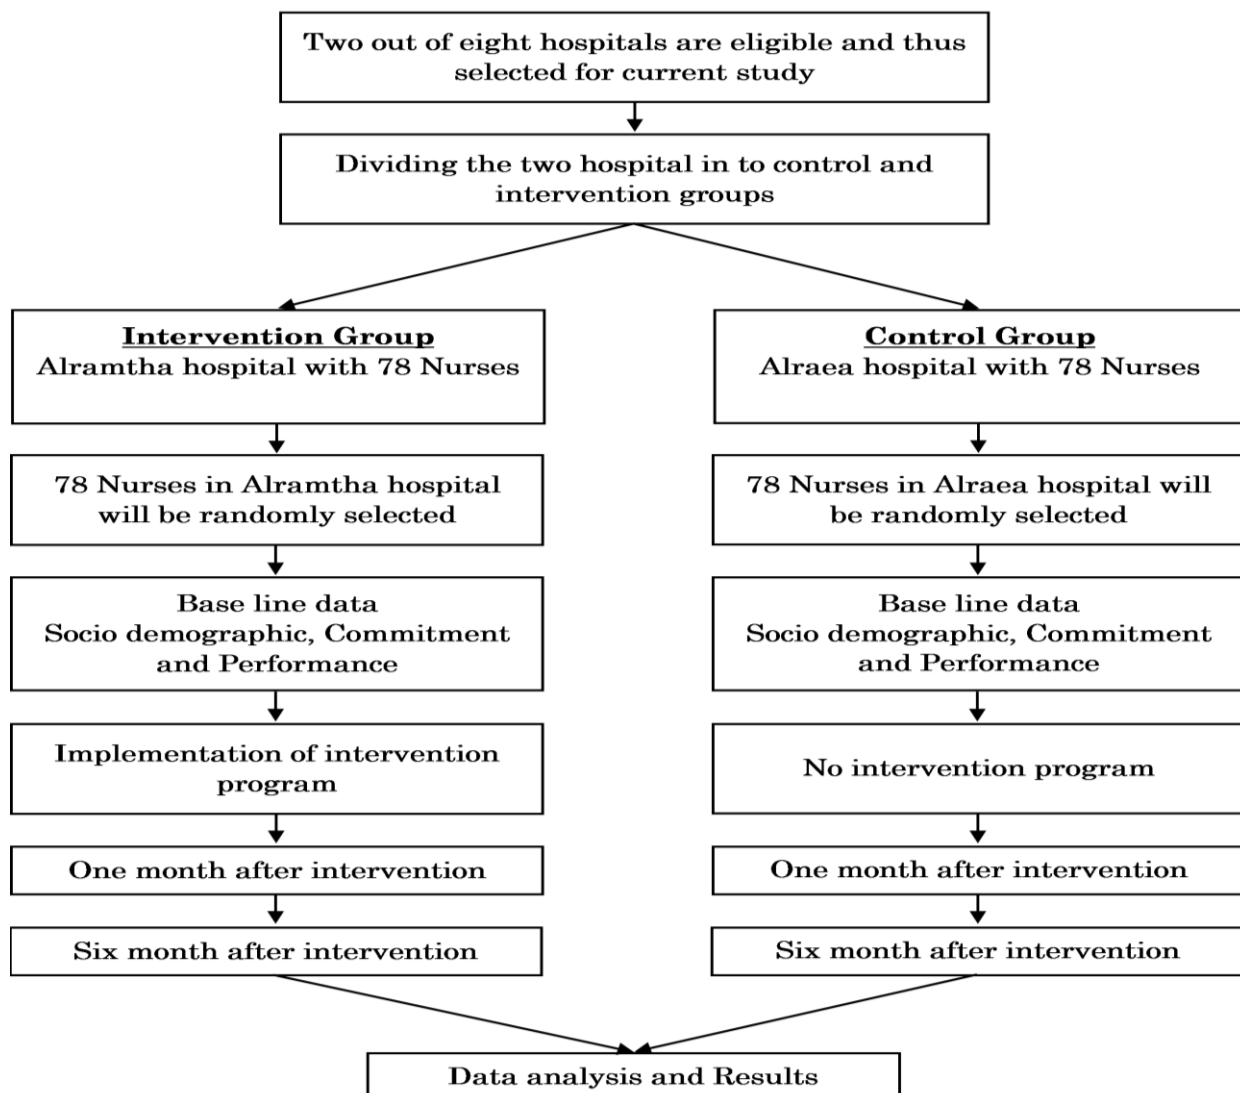 Two out of eight hospitals are eligible and thus
selected for current study
Dividing the two hospital in to control and
intervention groups
Intervention Group
Alramtha hospital with 78 Nurses
Control Group
Alraea hospital with 78 Nurses
78 Nurses in Alramtha hospital
will be randomly selected
78 Nurses in Alraea hospital will
be randomly selected
Base line data
Socio demographic, Commitment
and Performance
Base line data
Socio demographic, Commitment
and Performance
Implementation of intervention
program
No intervention program
One month after intervention
One month after intervention
Six month after intervention
Six month after intervention
Data analysis and Results